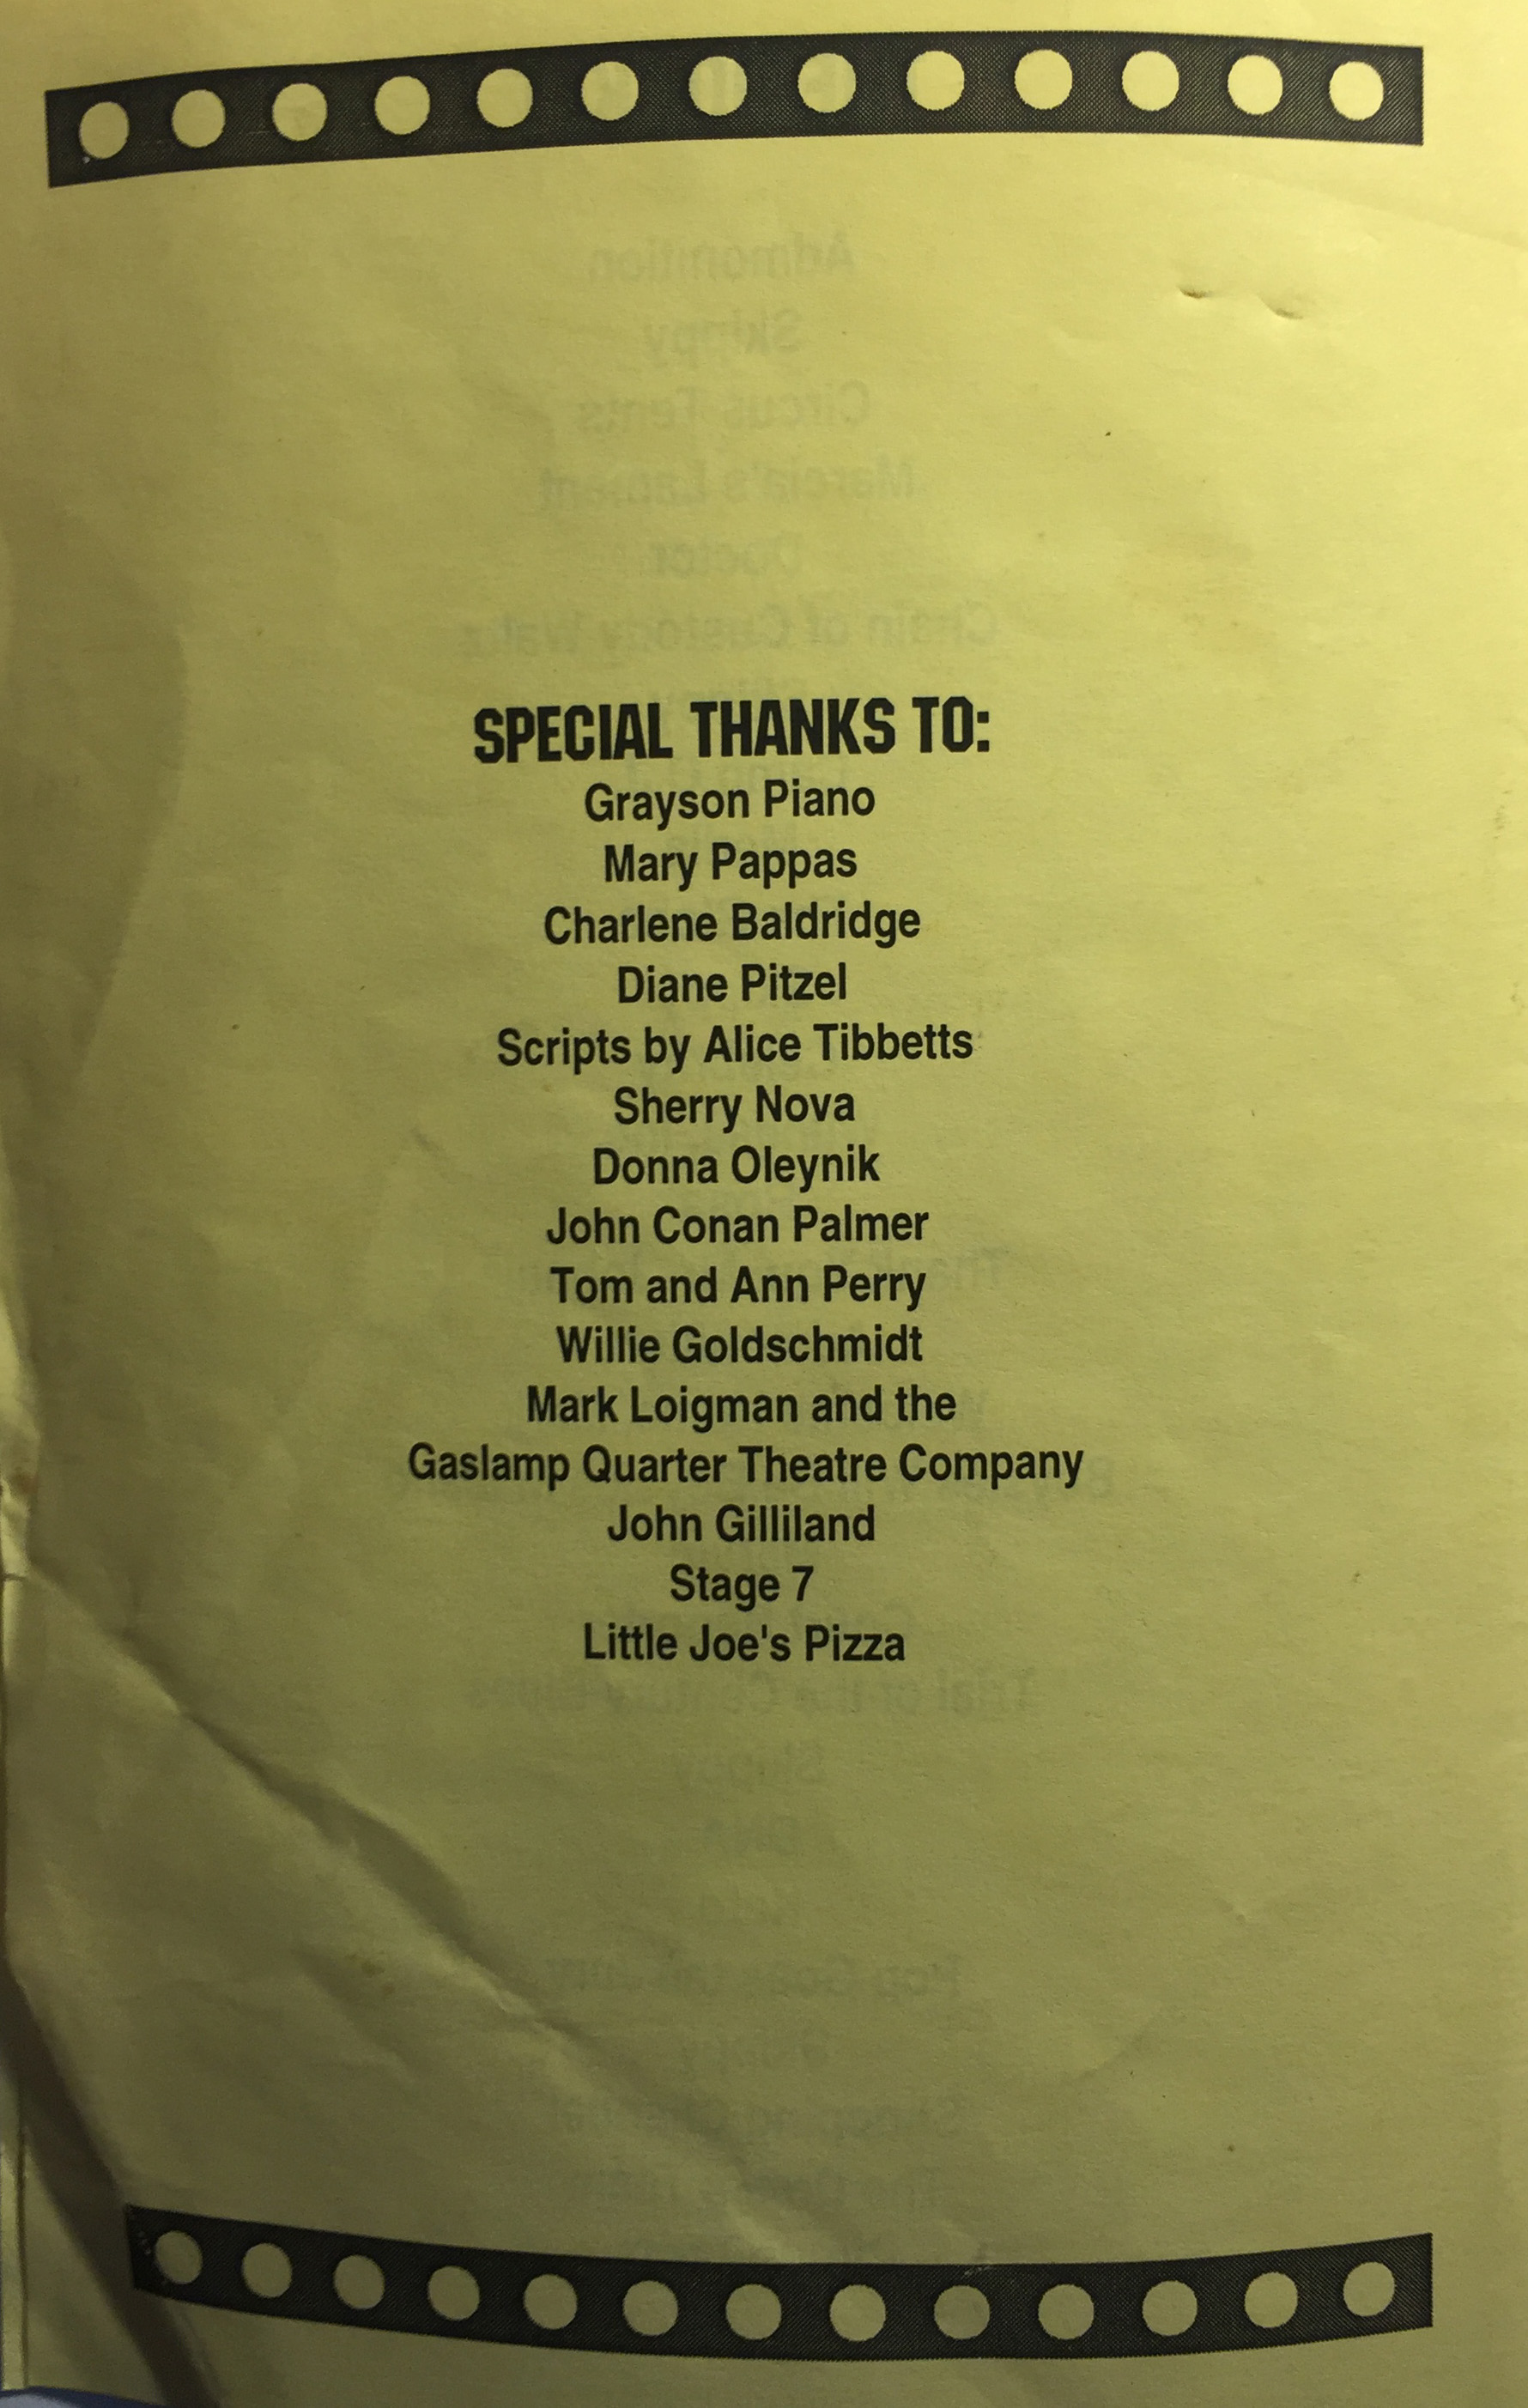 SPECIAL THANKS TO:
Grayson Piano
Mary Pappas
Charlene Baldridge
Diane Pitzel
Scripts by Alice Tibbetts
Sherry Nova
Donna Oleynik
John Conan Palmer
Tom and Ann Perry
Willie Goldschmidt
Mark Loigman and the
Gaslamp Quarter Theatre Company
John Gilliland
Stage 7
Little Joe's Pizza